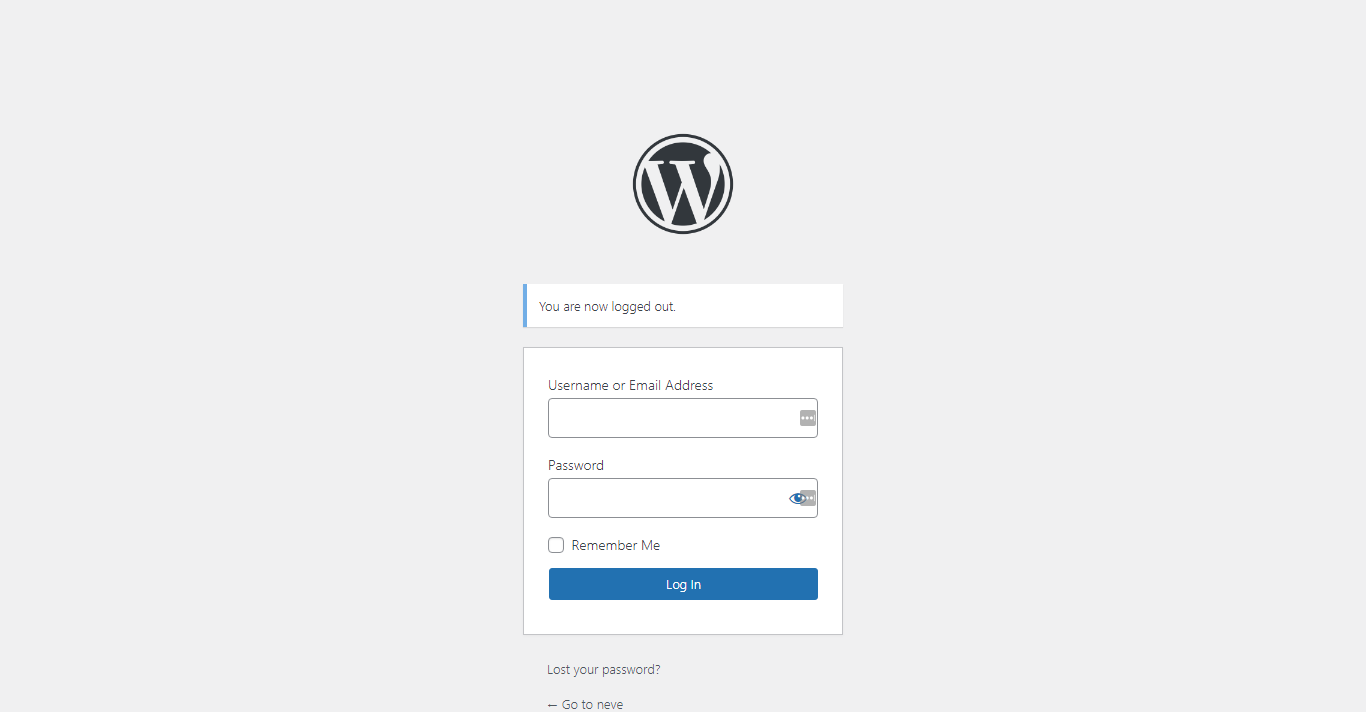 You are now logged out.
Username or Email Address
Password
Remember Me
Log In
Lost your password?
← Go to neve